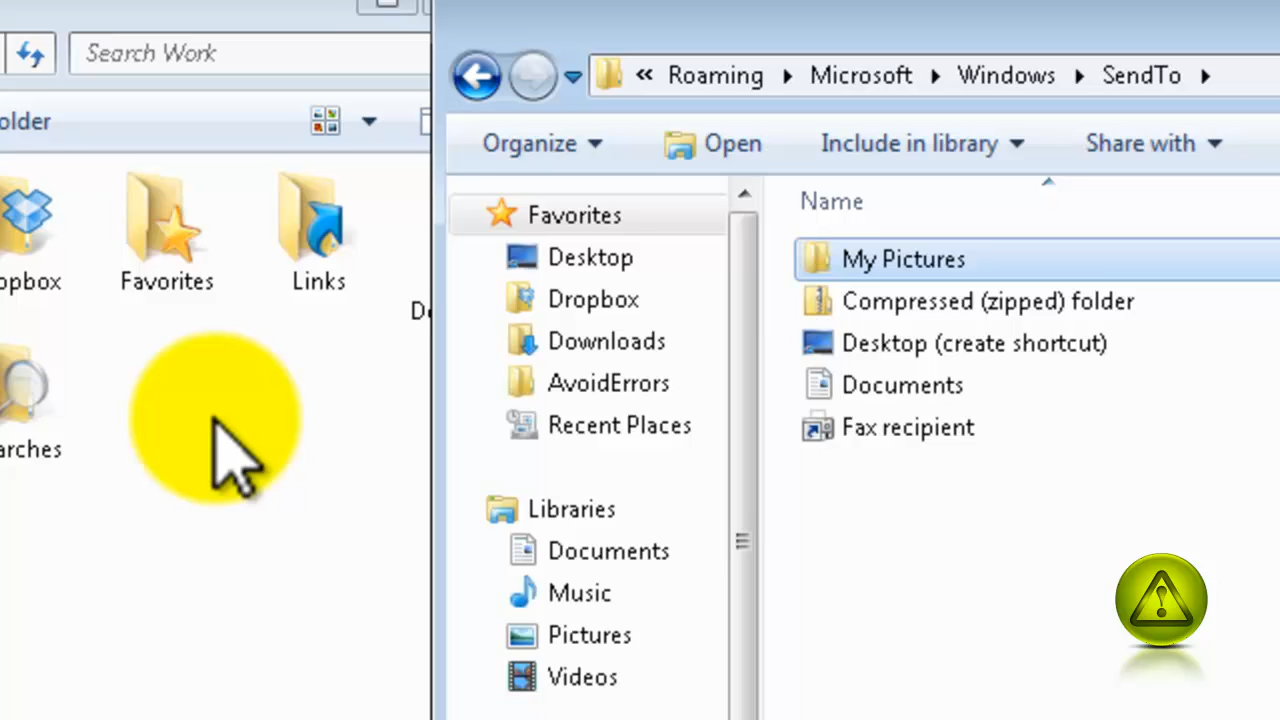 Search Work
older
opbox
Favorites
Links
De
arches
« Roaming Microsoft Windows SendTo
Organize Open Include in library Share with
Favorites
Desktop
Dropbox
Downloads
AvoidErrors
Recent Places
Libraries
Documents
Music
Pictures
Videos
Name
My Pictures
Compressed (zipped) folder
Desktop (create shortcut)
Documents
Fax recipient